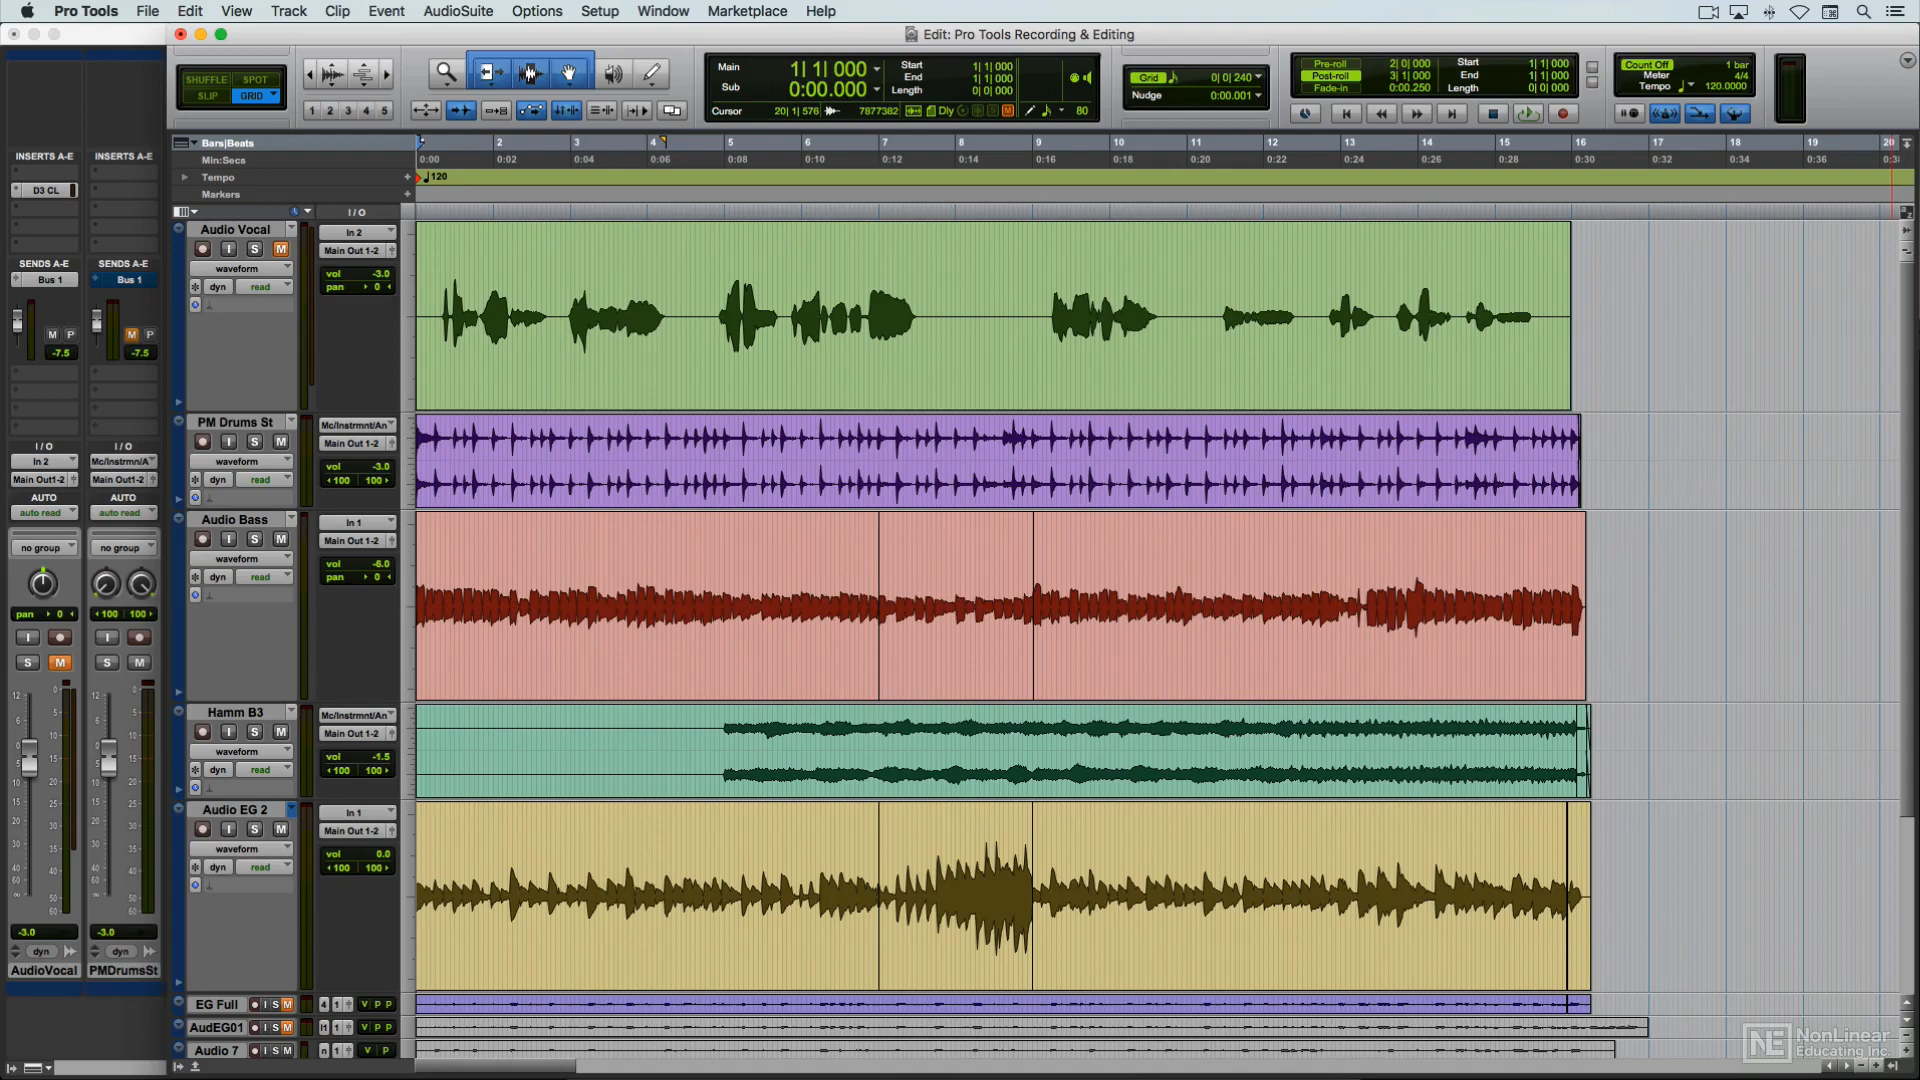 Pro Tools File Edit View Track Clip Event AudioSuite Options Setup Window Marketplace Help
Edit: Pro Tools Recording & Editing
SHUFFLE SPOT
SLIP GRID
1 2 3 4 5
Main 1| 1| 000
Sub 0:00.000
Start 1| 1| 000
End 1| 1| 000
Length 0| 0| 000
Cursor 20| 1| 576 7877382 Dly 80
Grid 0| 0| 240
Nudge 0:00.001
Pre-roll 2| 0| 000
Post-roll 3| 1| 000
Fade-in 0:00.250
Start 1| 1| 000
End 1| 1| 000
Length 0| 0| 000
Count Off 1 bar
Meter 4/4
Tempo 120.0000
Bars|Beats 2 3 4 5 6 7 8 9 10 11 12 13 14 15 16 17 18 19 20
Min:Secs 0:00 0:02 0:04 0:06 0:08 0:10 0:12 0:14 0:16 0:18 0:20 0:22 0:24 0:26 0:28 0:30 0:32 0:34 0:36
Tempo 120
Markers
I/O
INSERTS A-E INSERTS A-E
D3 CL
SENDS A-E SENDS A-E
Bus 1 Bus 1
M P M P
-7.5 -7.5
I/O I/O
In 2 Mc/Instrmn/A
Main Out1-2 Main Out1-2
AUTO AUTO
auto read auto read
no group no group
pan 0 100 100
I I
S M S M
-3.0 -3.0
dyn dyn
AudioVocal PMDrumsSt
Audio Vocal
I S M
waveform
dyn read
In 2
Main Out 1-2
vol -3.0
pan 0
PM Drums St
I S M
waveform
dyn read
Mc/Instrmnt/An
Main Out 1-2
vol -3.0
100 100
Audio Bass
I S M
waveform
dyn read
In 1
Main Out 1-2
vol -6.0
pan 0
Hamm B3
I S M
waveform
dyn read
Mc/Instrmnt/An
Main Out 1-2
vol -1.5
100 100
Audio EG 2
I S M
waveform
dyn read
In 1
Main Out 1-2
vol 0.0
100 100
EG Full I S M 4 1 V P P
AudEG01 I S M I1 1 V P P
Audio 7 I S M n 1 V P
NE NonLinear
Educating Inc.